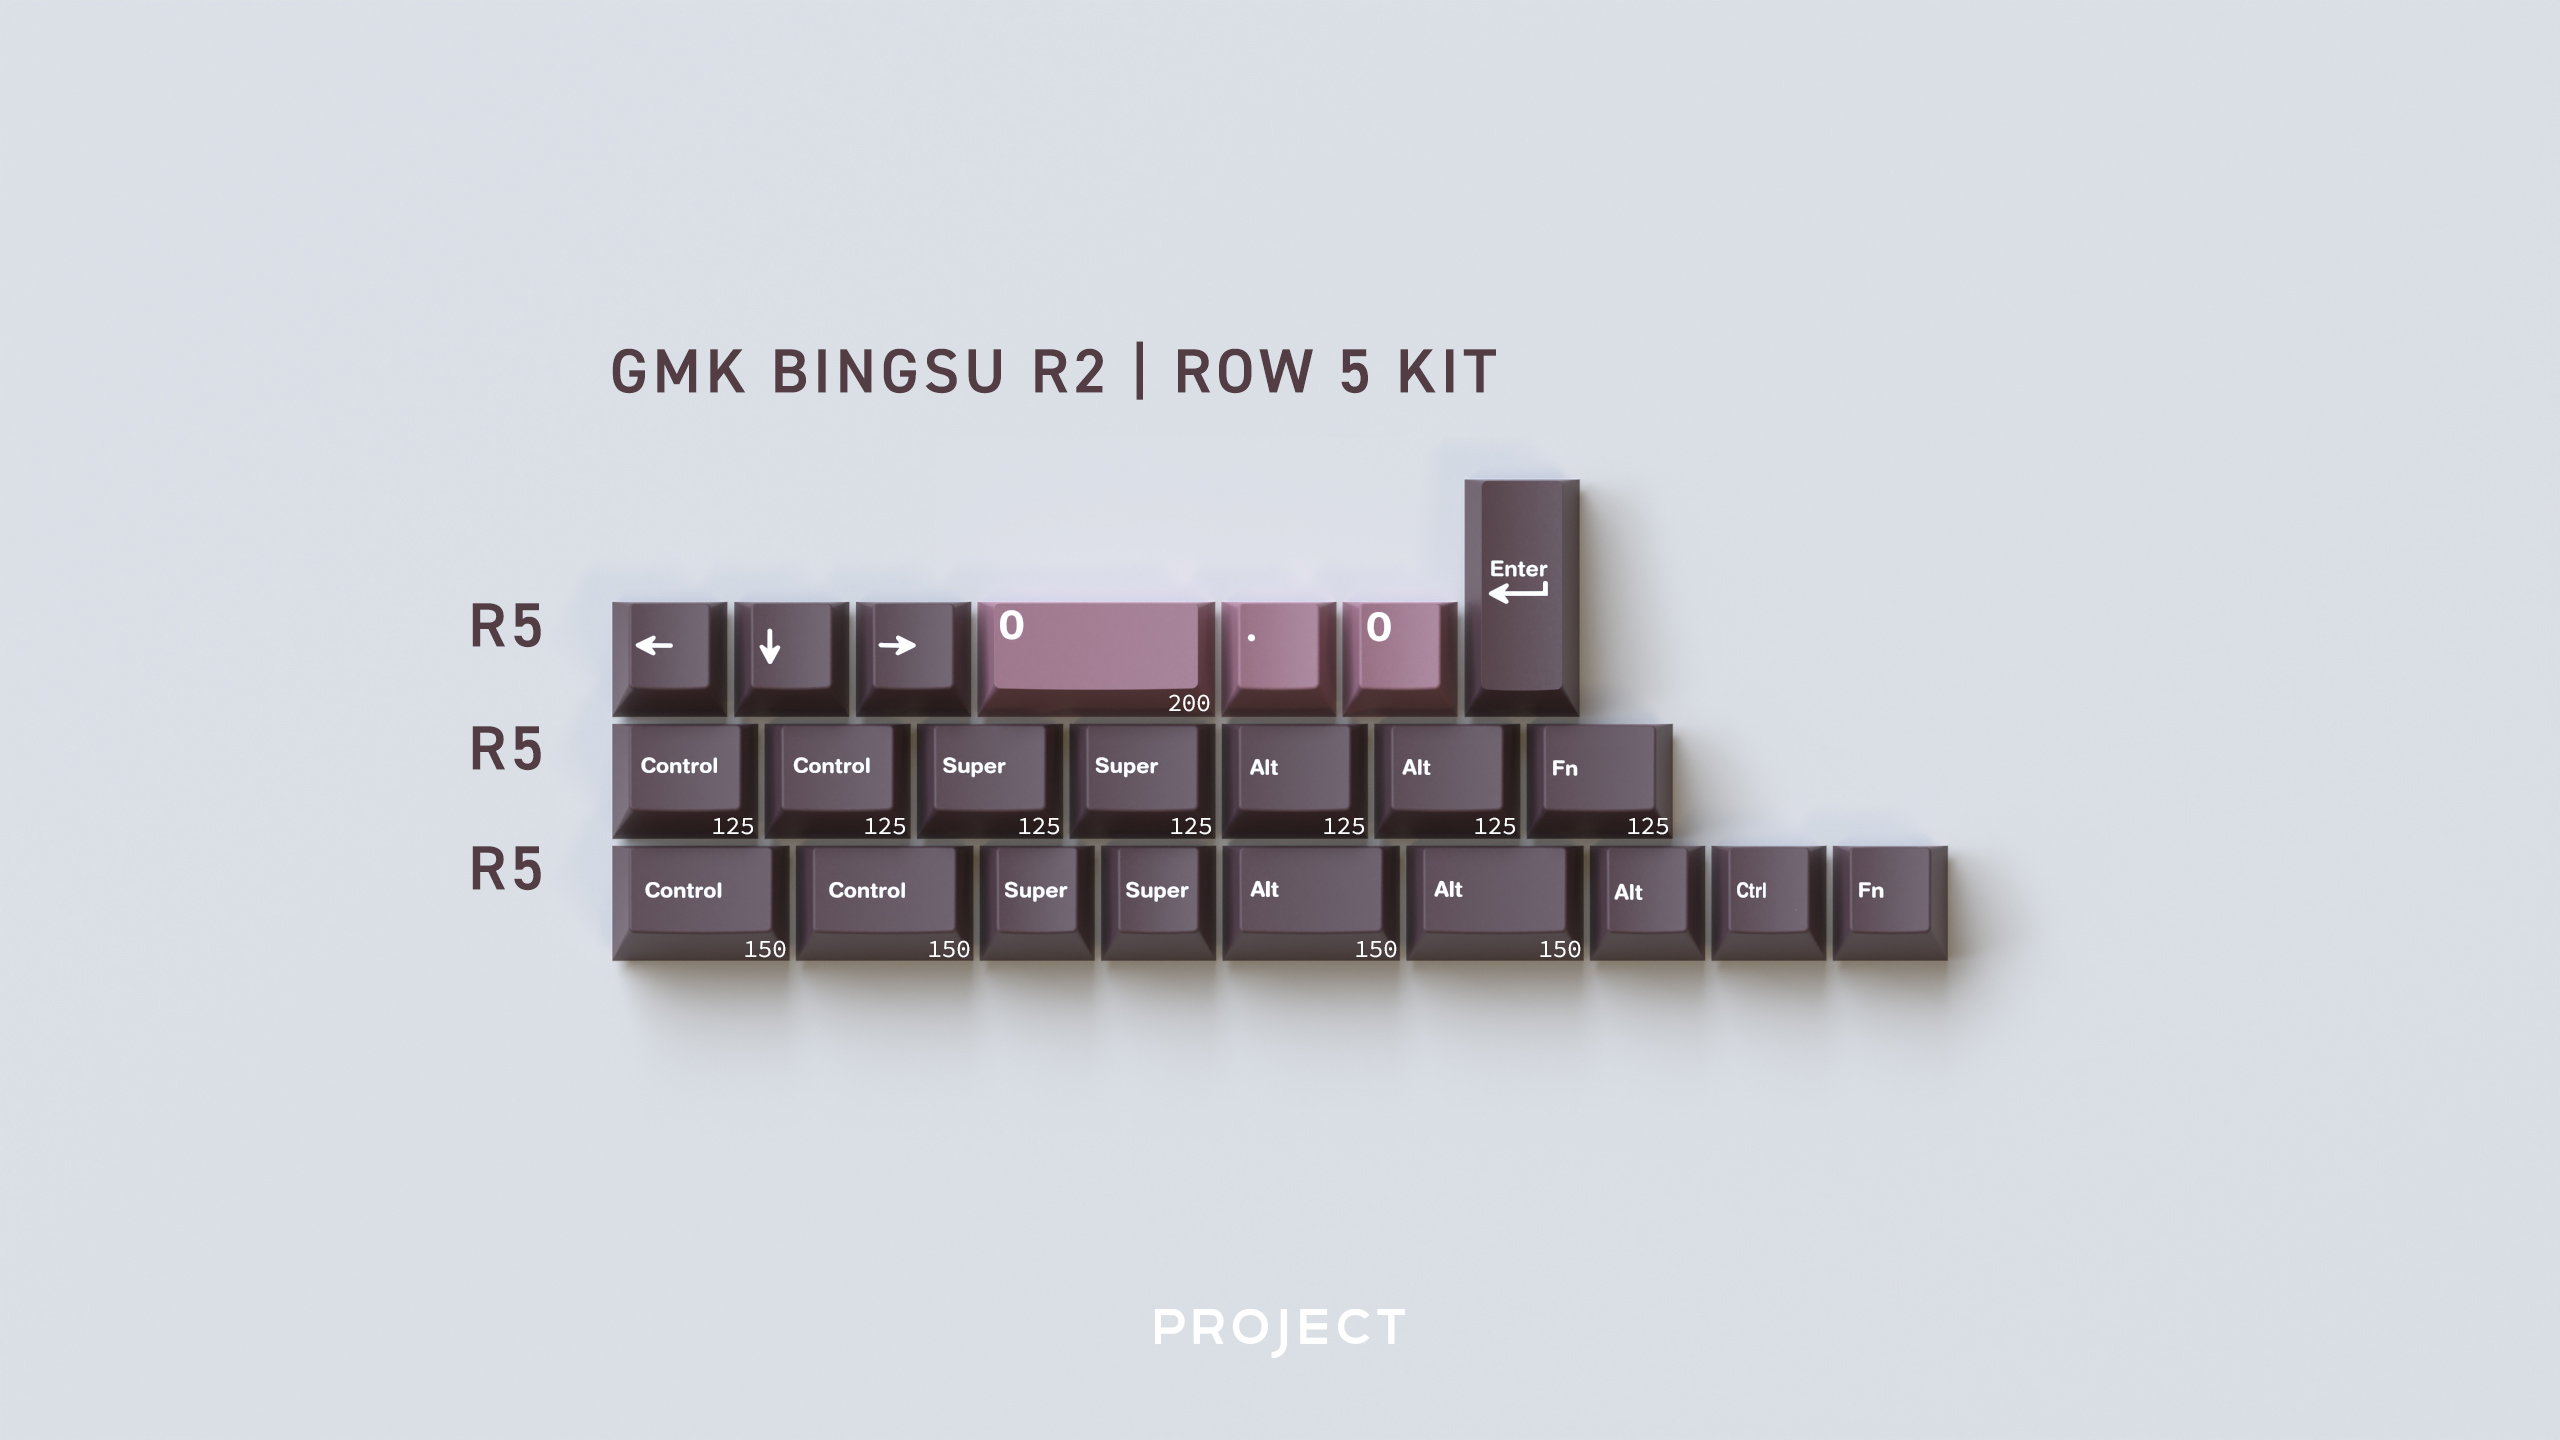 GMK BINGSU R2 | ROW 5 KIT
Enter
R5 ← ↓ → 0 . 0
200
R5 Control Control Super Super Alt Alt Fn
125 125 125 125 125 125 125
R5 Control Control Super Super Alt Alt Alt Ctrl Fn
150 150 150 150
PROJECT